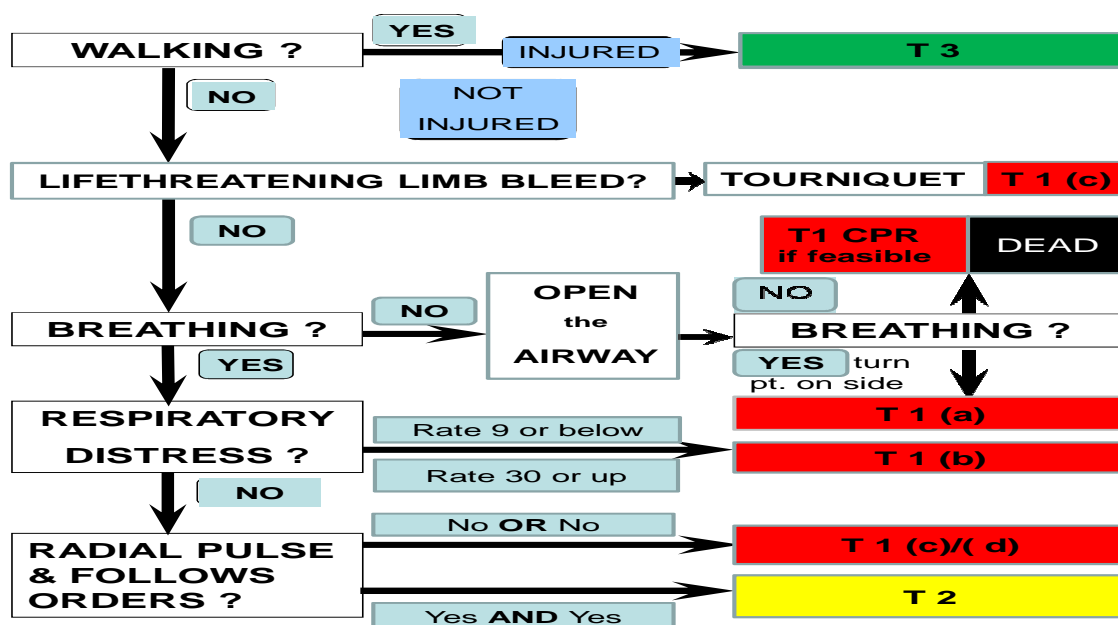 WALKING ?
YES
INJURED
T 3
NO
NOT
INJURED
LIFETHREATENING LIMB BLEED?
TOURNIQUET
T 1 (c)
NO
T1 CPR
if feasible
DEAD
BREATHING ?
NO
OPEN
the
AIRWAY
NO
BREATHING ?
YES turn
pt. on side
YES
RESPIRATORY
DISTRESS ?
Rate 9 or below
Rate 30 or up
T 1 (a)
T 1 (b)
NO
RADIAL PULSE
& FOLLOWS
ORDERS ?
No OR No
T 1 (c)/( d)
Yes AND Yes
T 2